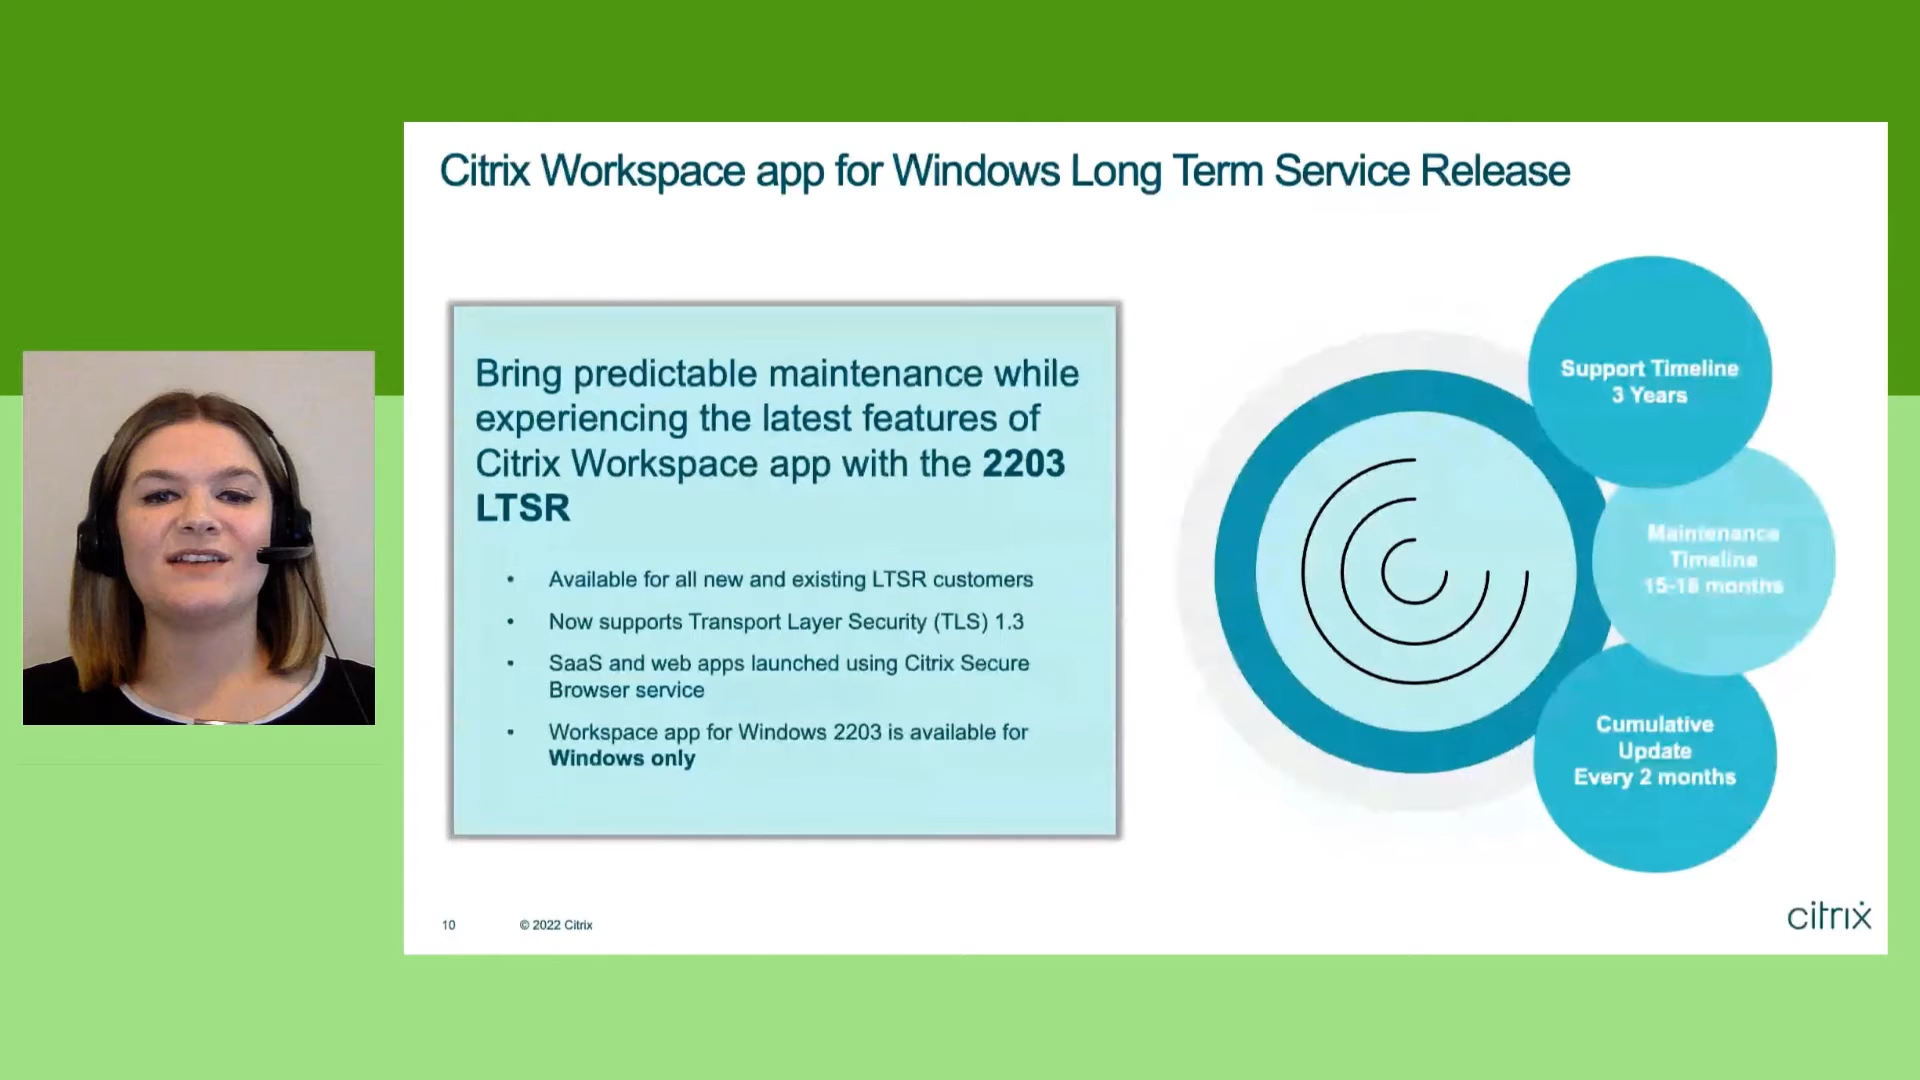 Citrix Workspace app for Windows Long Term Service Release
Bring predictable maintenance while
experiencing the latest features of
Citrix Workspace app with the 2203
LTSR
• Available for all new and existing LTSR customers
• Now supports Transport Layer Security (TLS) 1.3
• SaaS and web apps launched using Citrix Secure
Browser service
• Workspace app for Windows 2203 is available for
Windows only
Support Timeline
3 Years
Maintenance
Timeline
15-18 months
Cumulative
Update
Every 2 months
10 © 2022 Citrix
citrix